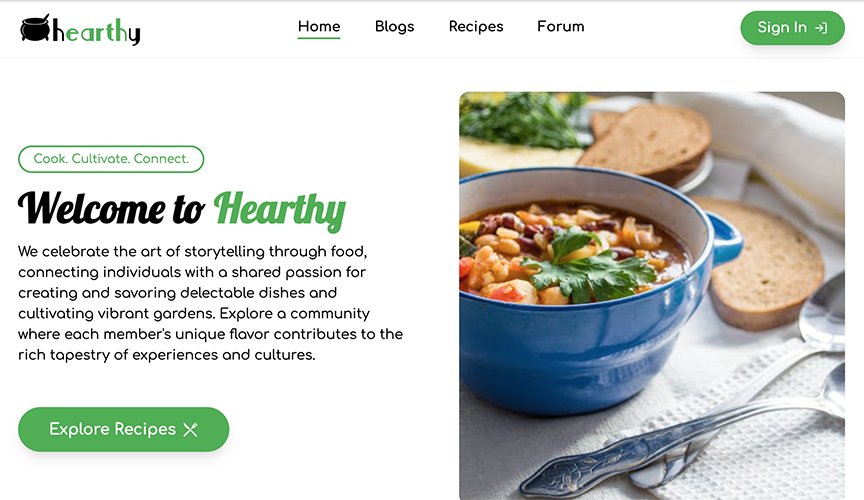 hearthy
Home Blogs Recipes Forum
Sign In
Cook. Cultivate. Connect.
Welcome to Hearthy
We celebrate the art of storytelling through food,
connecting individuals with a shared passion for
creating and savoring delectable dishes and
cultivating vibrant gardens. Explore a community
where each member's unique flavor contributes to the
rich tapestry of experiences and cultures.
Explore Recipes